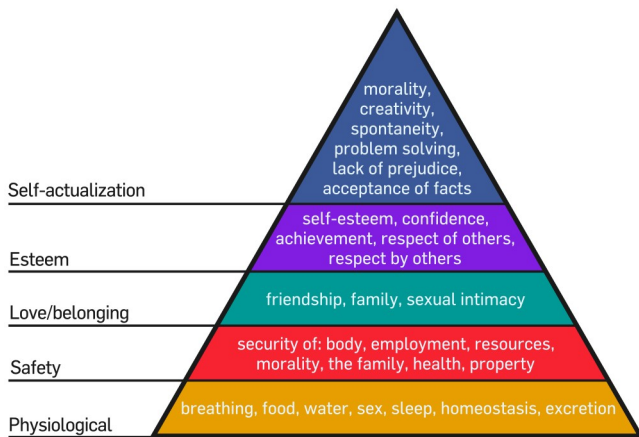 morality,
creativity,
spontaneity,
problem solving,
lack of prejudice,
acceptance of facts
Self-actualization
self-esteem, confidence,
achievement, respect of others,
respect by others
Esteem
friendship, family, sexual intimacy
Love/belonging
security of: body, employment, resources,
morality, the family, health, property
Safety
breathing, food, water, sex, sleep, homeostasis, excretion
Physiological